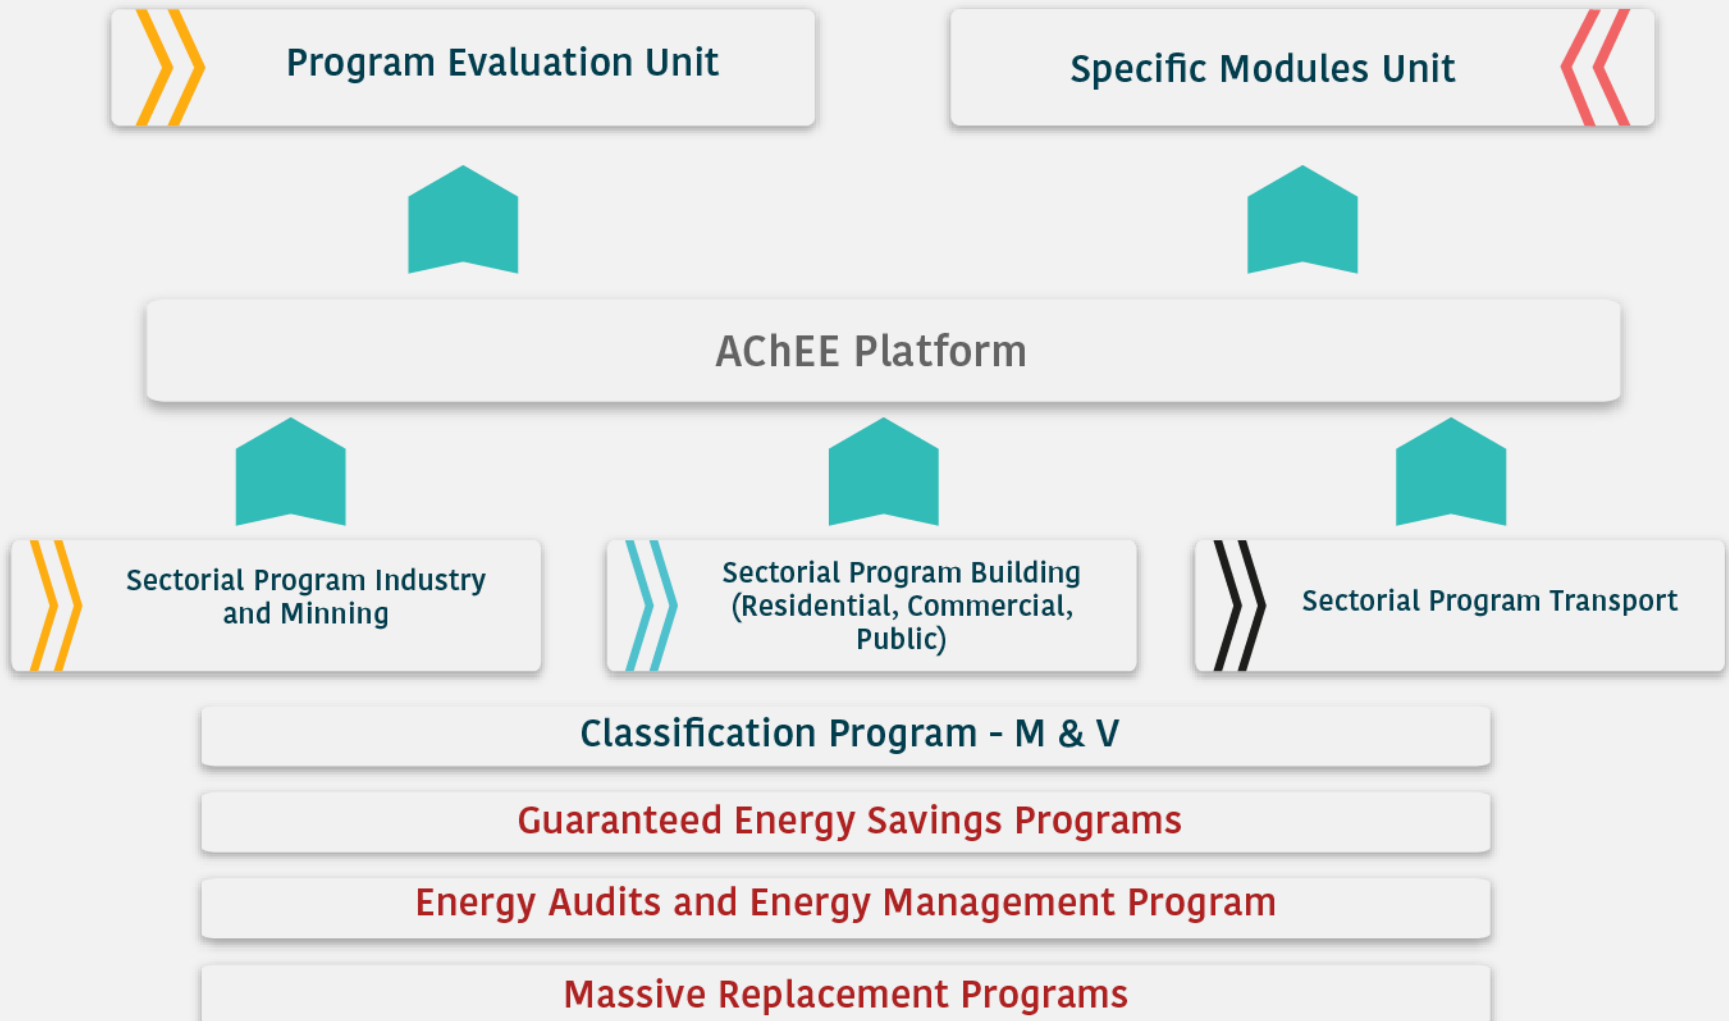 Program Evaluation Unit
Specific Modules Unit
AChEE Platform
Sectorial Program Industry
and Minning
Sectorial Program Building
(Residential, Commercial,
Public)
Sectorial Program Transport
Classification Program - M & V
Guaranteed Energy Savings Programs
Energy Audits and Energy Management Program
Massive Replacement Programs